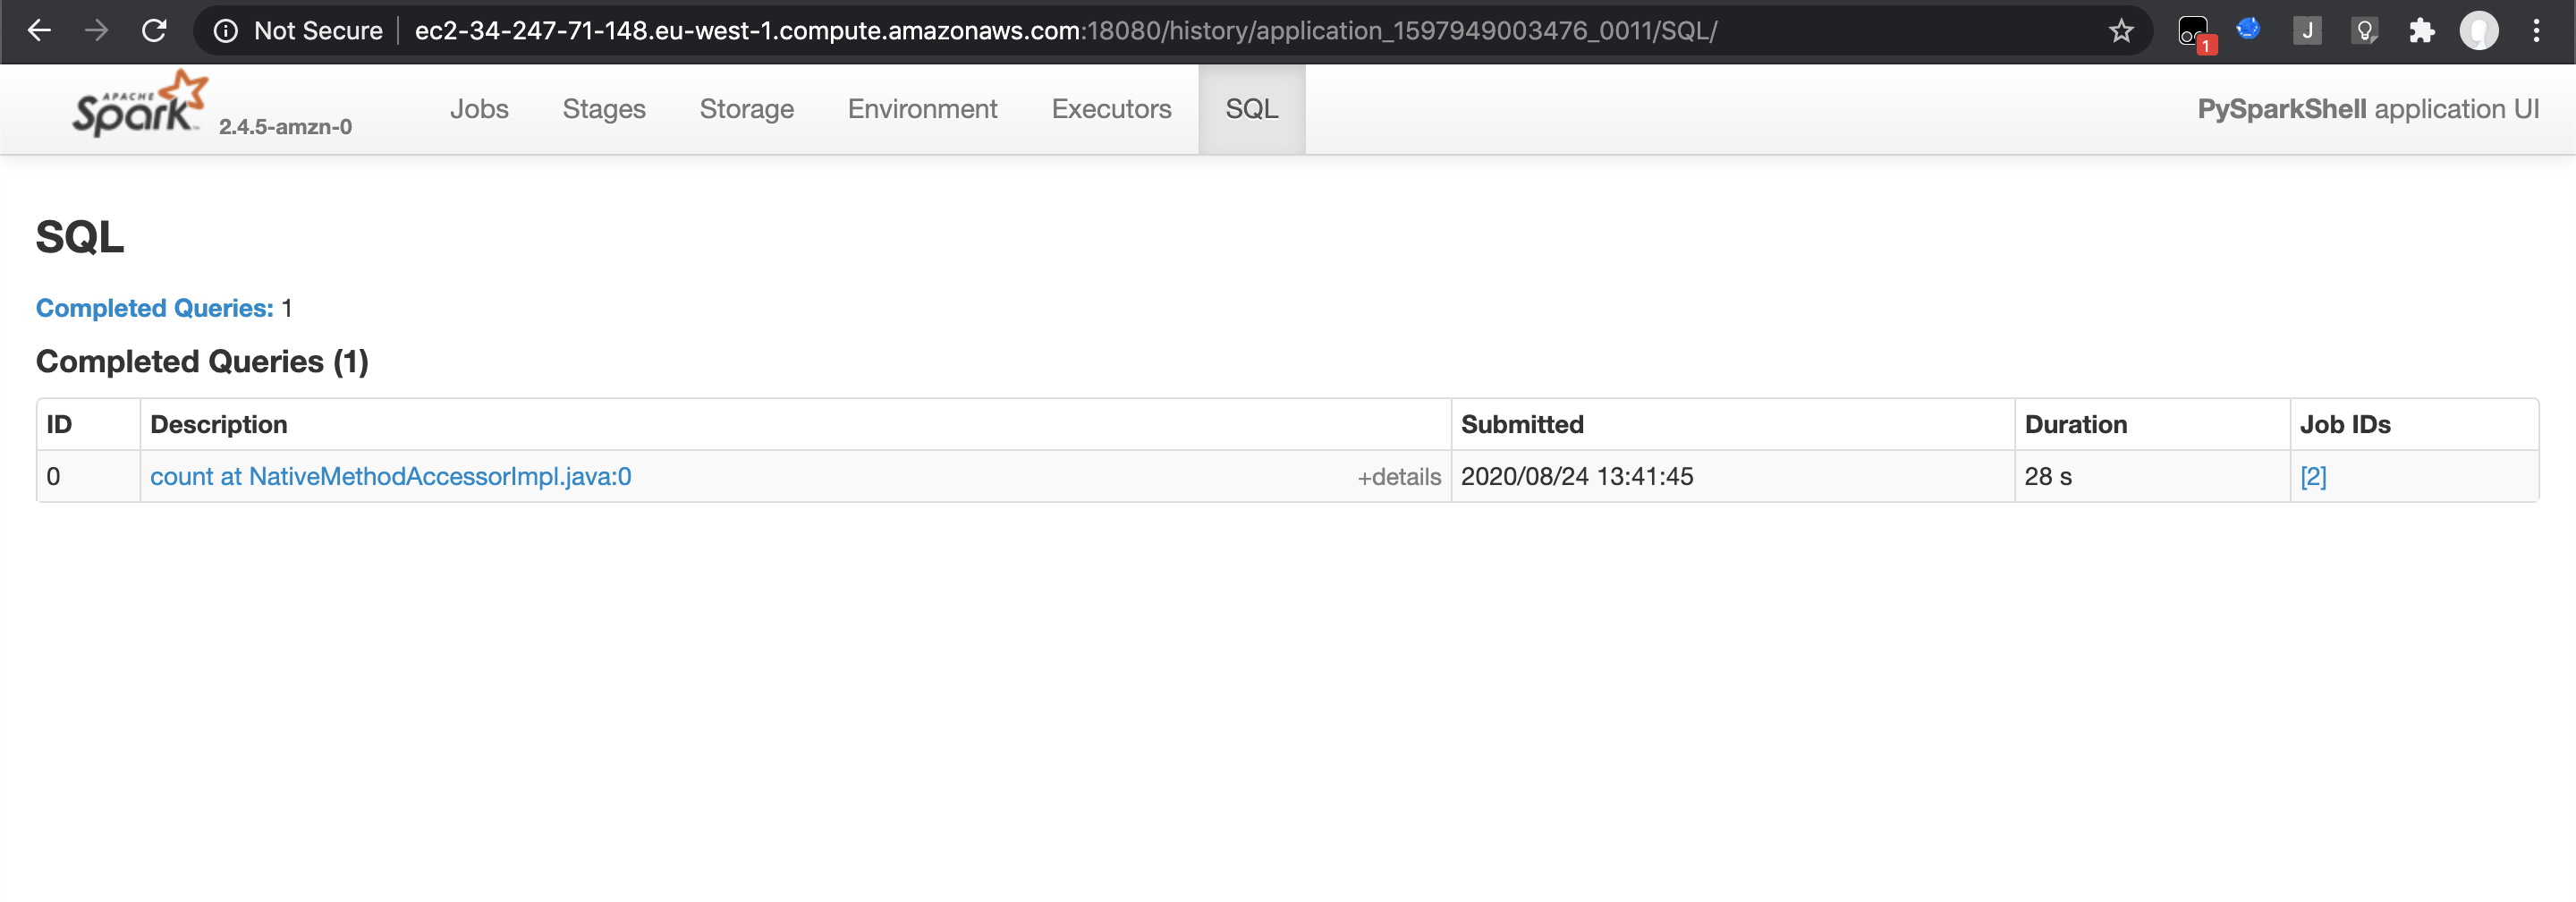 Not Secure ec2-34-247-71-148.eu-west-1.compute.amazonaws.com:18080/history/application_1597949003476_0011/SQL/ 1 J
APACHE Spark 2.4.5-amzn-0 Jobs Stages Storage Environment Executors SQL PySparkShell application UI
SQL
Completed Queries: 1
Completed Queries (1)
ID Description Submitted Duration Job IDs
0 count at NativeMethodAccessorImpl.java:0 +details 2020/08/24 13:41:45 28 s [2]